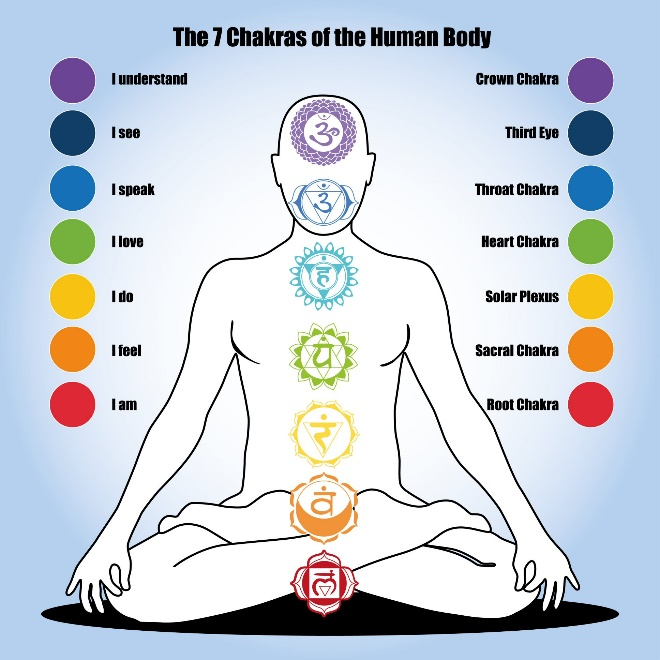 The 7 Chakras of the Human Body
I understand
Crown Chakra
I see
Third Eye
I speak
Throat Chakra
I love
Heart Chakra
I do
Solar Plexus
I feel
Sacral Chakra
I am
Root Chakra
ॐ
ॐ
हं
यं
रं
वं
लं